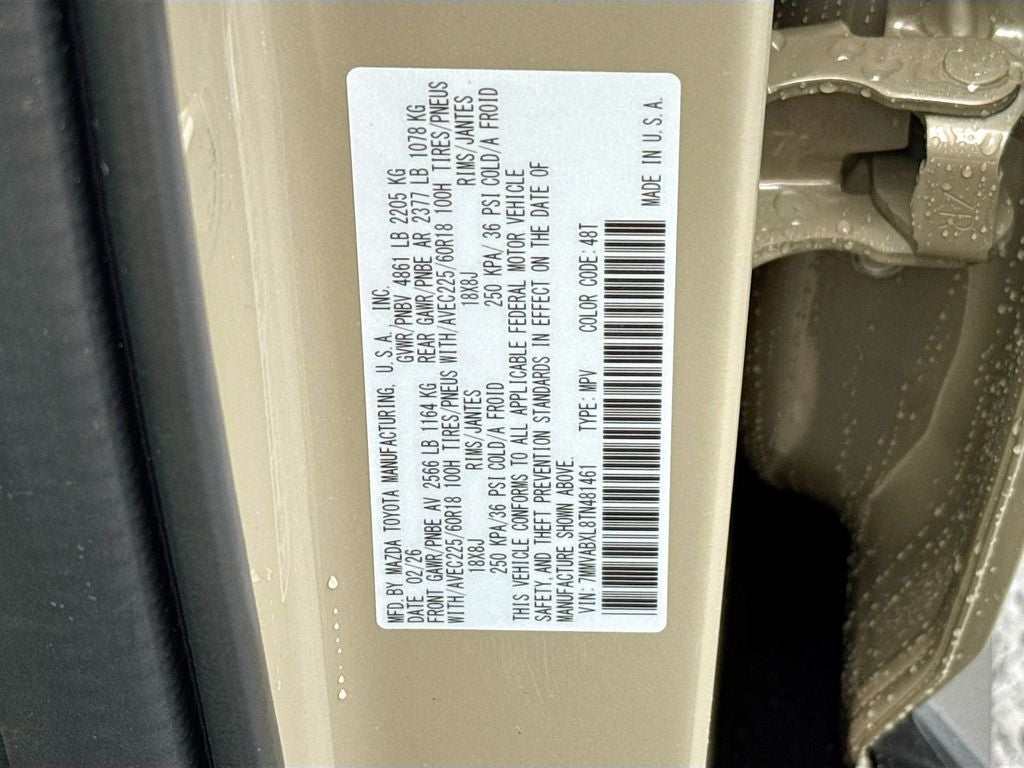 MFD.BY MAZDA TOYOTA MANUFACTURING, U.S.A., INC.
DATE 02/26 GVWR/PNBV 4861 LB 2205 KG
FRONT GAWR/PNBE AV 2566 LB 1164 KG REAR GAWR/PNBE AR 2377 LB 1078 KG
WITH/AVEC225/60R18 100H TIRES/PNEUS WITH/AVEC225/60R18 100H TIRES/PNEUS
18X8J RIMS/JANTES 18X8J RIMS/JANTES
250 KPA/36 PSI COLD/A FROID 250 KPA/ 36 PSI COLD/A FROID
THIS VEHICLE CONFORMS TO ALL APPLICABLE FEDERAL MOTOR VEHICLE
SAFETY,AND THEFT PREVENTION STANDARDS IN EFFECT ON THE DATE OF
MANUFACTURE SHOWN ABOVE.
VIN: 7MMVABXL8TN481461 TYPE: MPV COLOR CODE: 48T
MADE IN U.S.A.